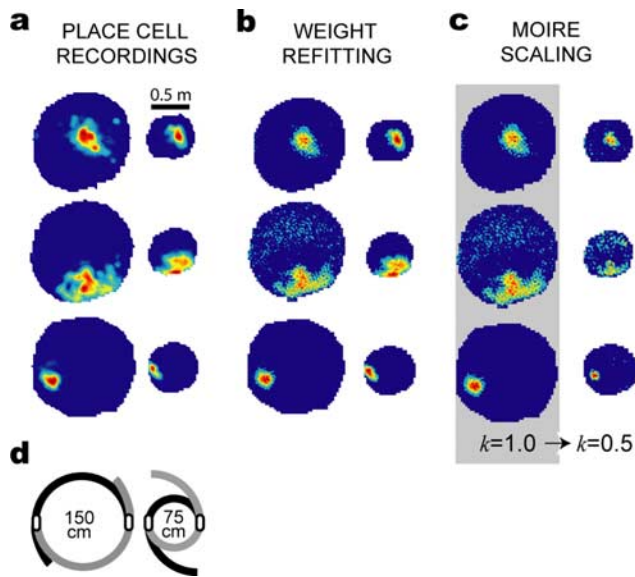 a PLACE CELL RECORDINGS
b WEIGHT REFITTING
c MOIRE SCALING
0.5 m
k=1.0 → k=0.5
d
150 cm
75 cm